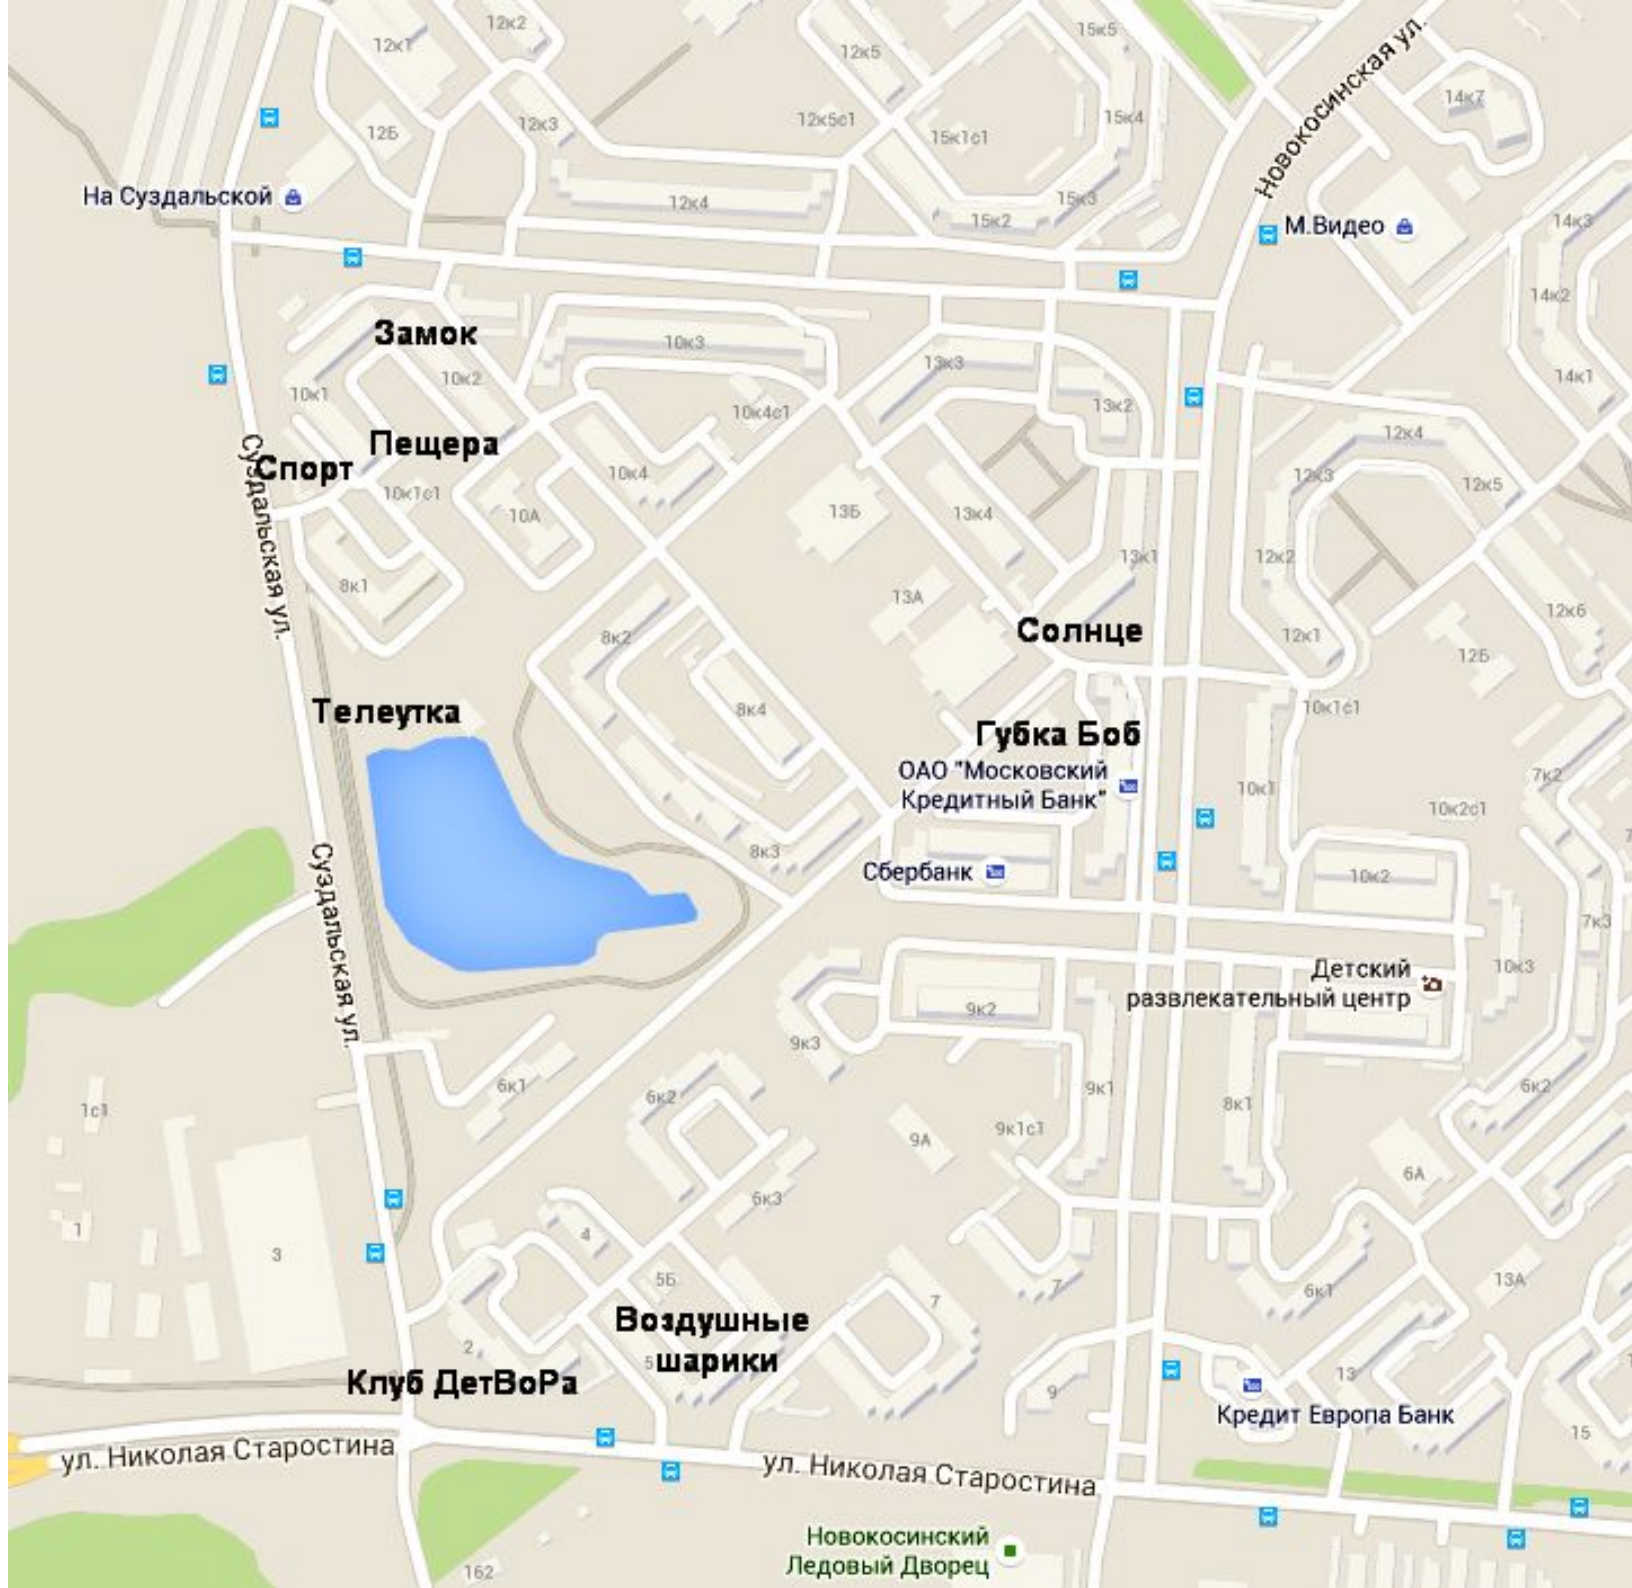 12к2
12к1
15к5
12к5
Новокосинская ул.
14к7
12Б
12к3
12к5с1
15к1с1
15к4
На Суздальской
12к4
15к3
15к2
М.Видео
14к3
14к2
Замок
10к3
13к3
14к1
10к1
10к2
10к4с1
13к2
12к4
Суздальская ул.
Пещера
Спорт
10к4
12к3
12к5
10к1с1
10А
13Б
13к4
13к1
12к2
8к1
13А
12к6
8к2
Солнце
12к1
12Б
Телеутка
8к4
10к1с1
Губка Боб
ОАО "Московский
Кредитный Банк"
7к2
10к1
10к2с1
8к3
Сбербанк
10к2
Суздальская ул.
7к3
Детский
развлекательный центр
10к3
9к2
9к3
6к1
6к2
9к1
8к1
6к2
1с1
9к1с1
9А
6А
6к3
1
3
4
5Б
7
7
6к1
13А
Воздушные
шарики
5
2
Клуб ДетВоРа
9
13
Кредит Европа Банк
15
ул. Николая Старостина
ул. Николая Старостина
Новокосинский
Ледовый Дворец
162